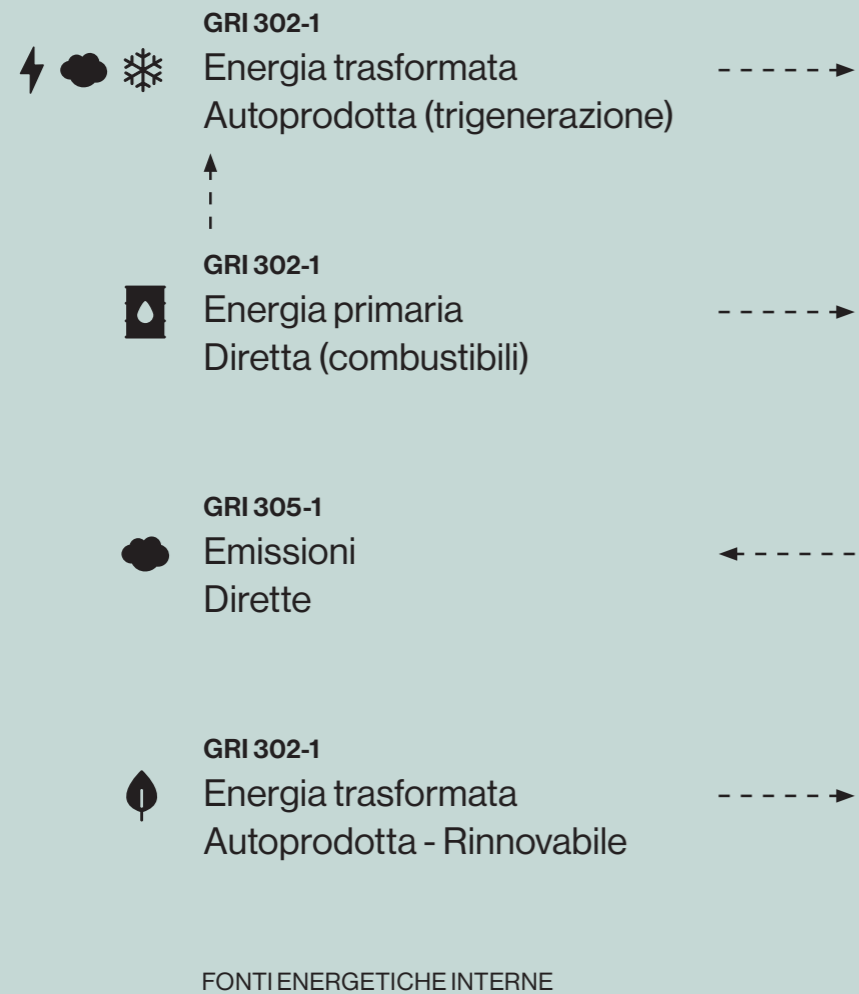 GRI 302-1
Energia trasformata
Autoprodotta (trigenerazione)
GRI 302-1
Energia primaria
Diretta (combustibili)
GRI 305-1
Emissioni
Dirette
GRI 302-1
Energia trasformata
Autoprodotta - Rinnovabile
FONTI ENERGETICHE INTERNE